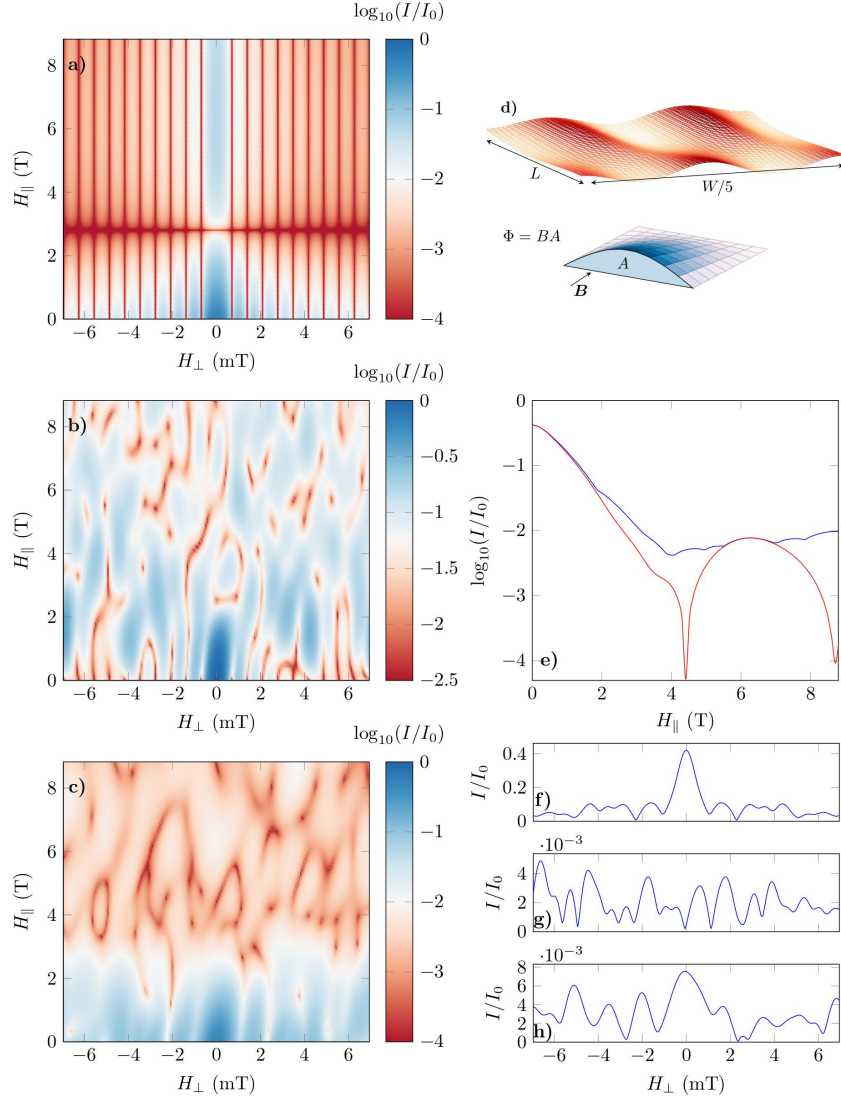 log₁₀(I/I₀)
a)
8
6
4
2
0
H∥ (T)
−6 −4 −2 0 2 4 6
H⊥ (mT)
0
−1
−2
−3
−4
d)
L
W/5
Φ = BA
A
B
log₁₀(I/I₀)
b)
8
6
4
2
0
H∥ (T)
−6 −4 −2 0 2 4 6
H⊥ (mT)
0
−0.5
−1
−1.5
−2
−2.5
0
−1
−2
−3
−4
log₁₀(I/I₀)
e)
0 2 4 6 8
H∥ (T)
log₁₀(I/I₀)
c)
8
6
4
2
0
H∥ (T)
−6 −4 −2 0 2 4 6
H⊥ (mT)
0
−1
−2
−3
−4
0.4
0.2
0
I/I₀
f)
·10⁻³
4
2
0
I/I₀
g)
·10⁻³
8
6
4
2
0
I/I₀
h)
−6 −4 −2 0 2 4 6
H⊥ (mT)